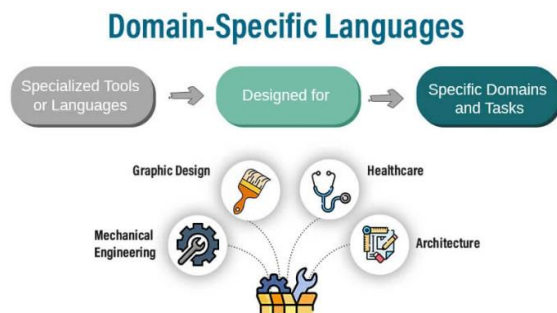 Domain-Specific Languages
Specialized Tools
or Languages
Designed for
Specific Domains
and Tasks
Graphic Design
Healthcare
Mechanical
Engineering
Architecture